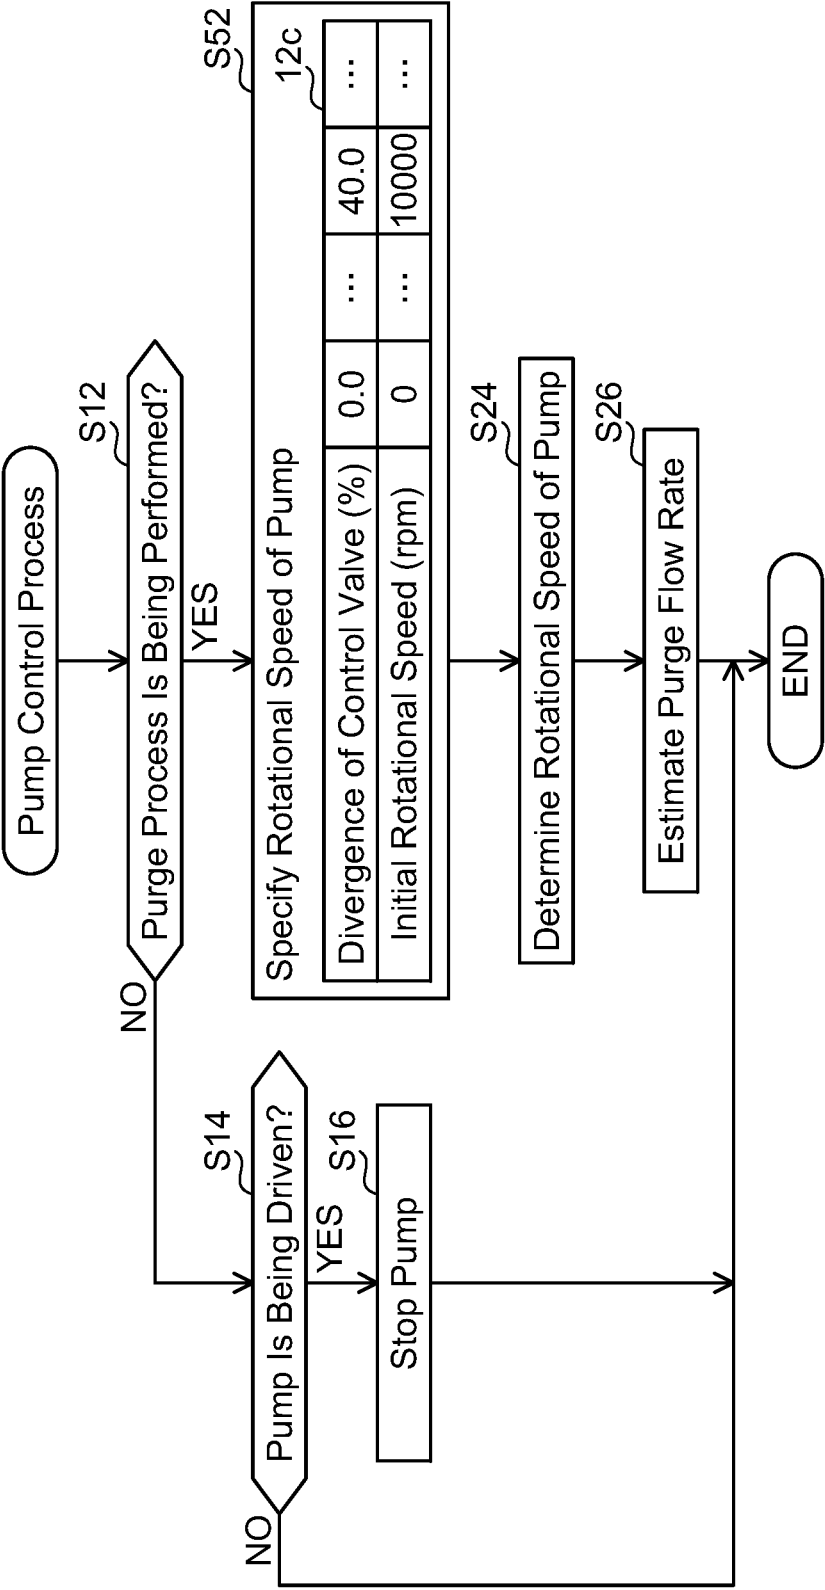 Pump Control Process
S12
Purge Process Is Being Performed?
NO
YES
S14
Pump Is Being Driven?
NO
YES
S16
Stop Pump
S52
Specify Rotational Speed of Pump
12c
Divergence of Control Valve (%) 0.0 ... 40.0 ...
Initial Rotational Speed (rpm) 0 ... 10000 ...
S24
Determine Rotational Speed of Pump
S26
Estimate Purge Flow Rate
END